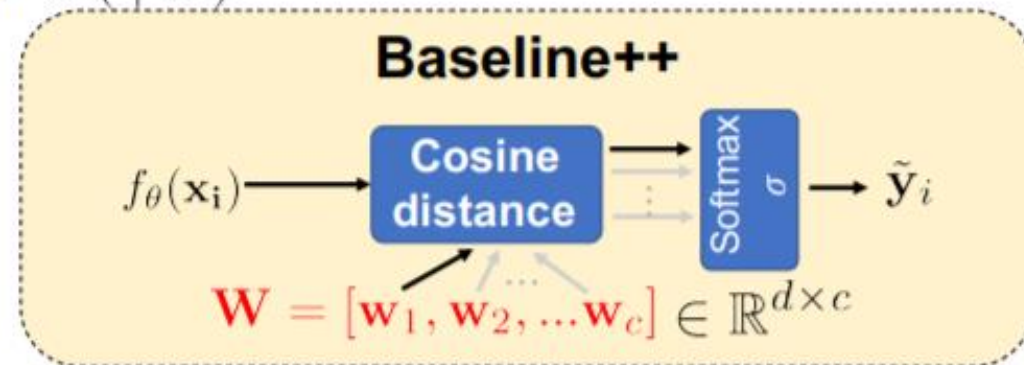 Baseline++
f_θ(x_i)
Cosine
distance
⋮
Softmax
σ
ỹ_i
...
W = [w_1, w_2, ...w_c] ∈ ℝ^{d×c}